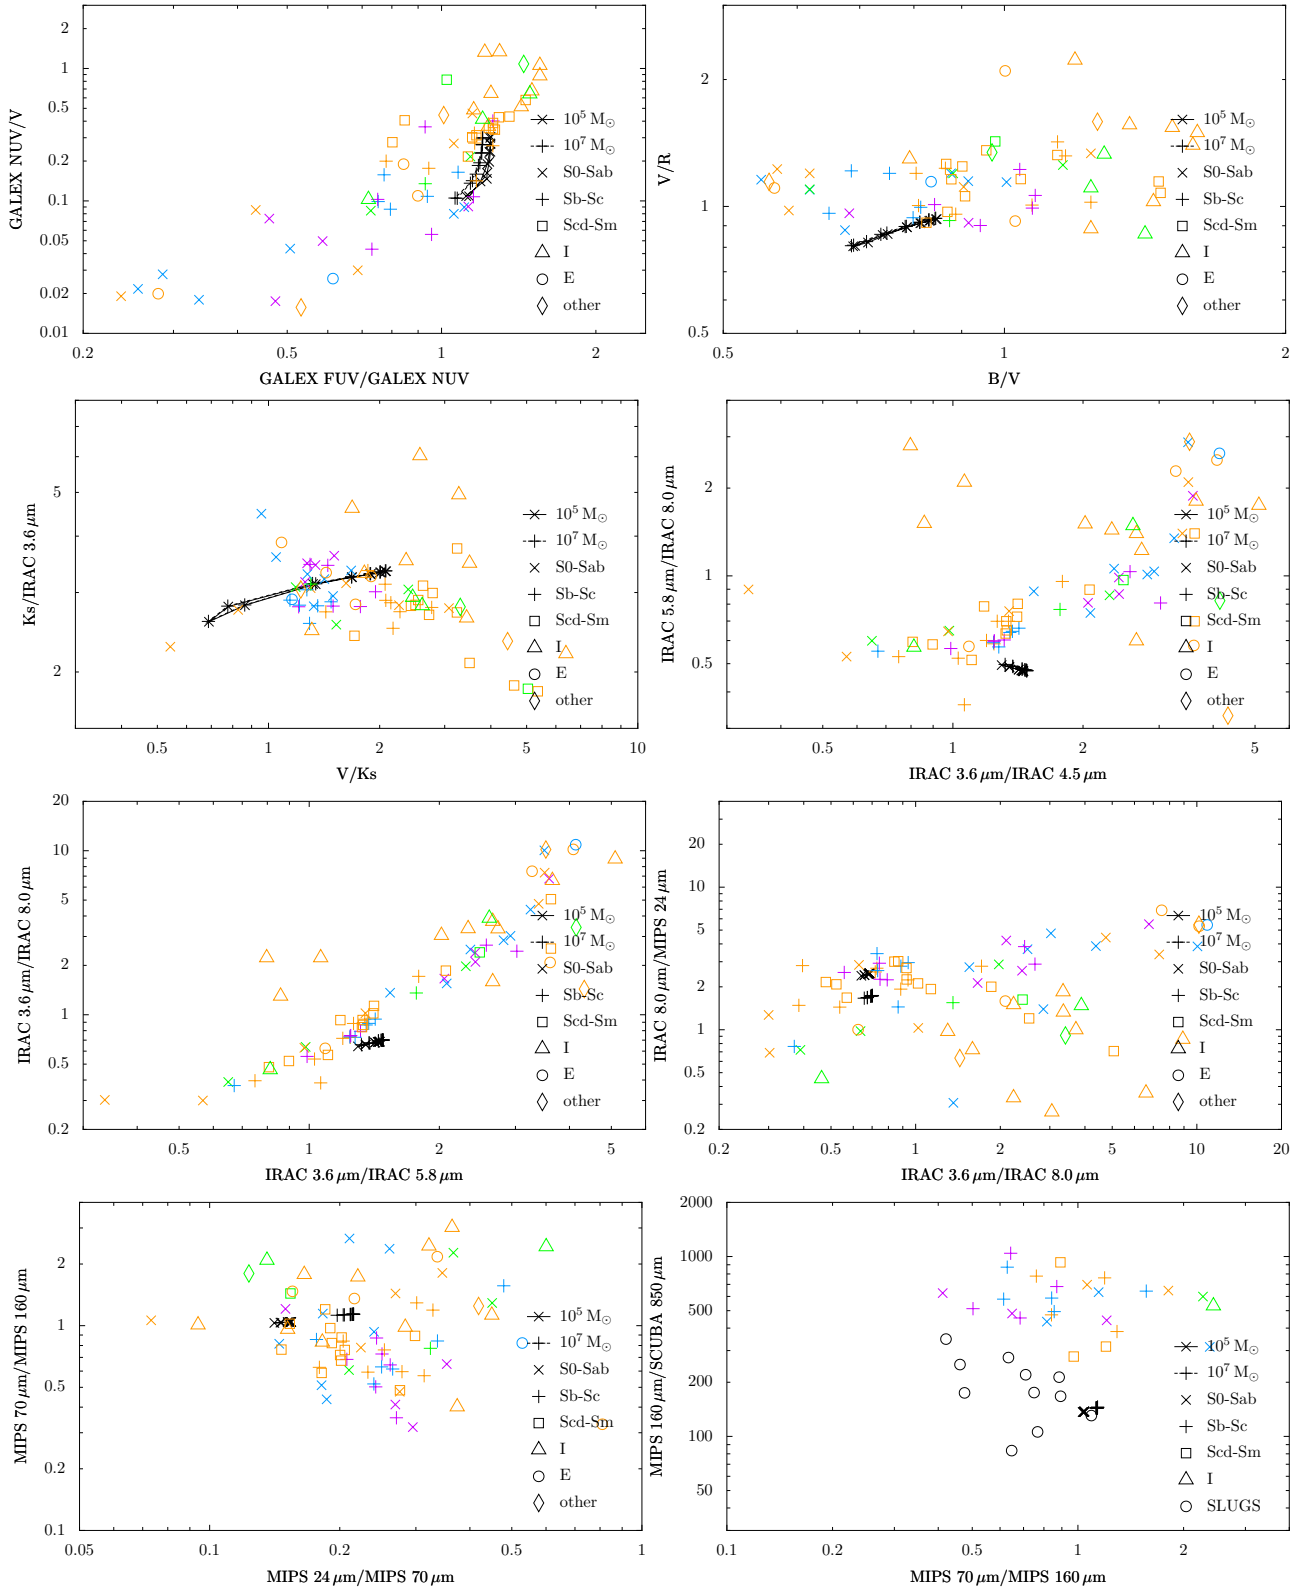 2
1
0.5
0.2
0.1
0.05
0.02
0.01
GALEX NUV/V
0.2 0.5 1 2
GALEX FUV/GALEX NUV
10^5 M_⊙
10^7 M_⊙
S0-Sab
Sb-Sc
Scd-Sm
I
E
other
2
1
0.5
V/R
0.5 1 2
B/V
10^5 M_⊙
10^7 M_⊙
S0-Sab
Sb-Sc
Scd-Sm
I
E
other
5
2
Ks/IRAC 3.6 μm
0.5 1 2 5 10
V/Ks
10^5 M_⊙
10^7 M_⊙
S0-Sab
Sb-Sc
Scd-Sm
I
E
other
2
1
0.5
IRAC 5.8 μm/IRAC 8.0 μm
0.5 1 2 5
IRAC 3.6 μm/IRAC 4.5 μm
10^5 M_⊙
10^7 M_⊙
S0-Sab
Sb-Sc
Scd-Sm
I
E
other
20
10
5
2
1
0.5
0.2
IRAC 3.6 μm/IRAC 8.0 μm
0.5 1 2 5
IRAC 3.6 μm/IRAC 5.8 μm
10^5 M_⊙
10^7 M_⊙
S0-Sab
Sb-Sc
Scd-Sm
I
E
other
20
10
5
2
1
0.5
0.2
IRAC 8.0 μm/MIPS 24 μm
0.2 0.5 1 2 5 10 20
IRAC 3.6 μm/IRAC 8.0 μm
10^5 M_⊙
10^7 M_⊙
S0-Sab
Sb-Sc
Scd-Sm
I
E
other
2
1
0.5
0.1
MIPS 70 μm/MIPS 160 μm
0.05 0.1 0.2 0.5 1
MIPS 24 μm/MIPS 70 μm
10^5 M_⊙
10^7 M_⊙
S0-Sab
Sb-Sc
Scd-Sm
I
E
other
2000
1000
500
200
100
50
MIPS 160 μm/SCUBA 850 μm
0.2 0.5 1 2
MIPS 70 μm/MIPS 160 μm
10^5 M_⊙
10^7 M_⊙
S0-Sab
Sb-Sc
Scd-Sm
I
SLUGS